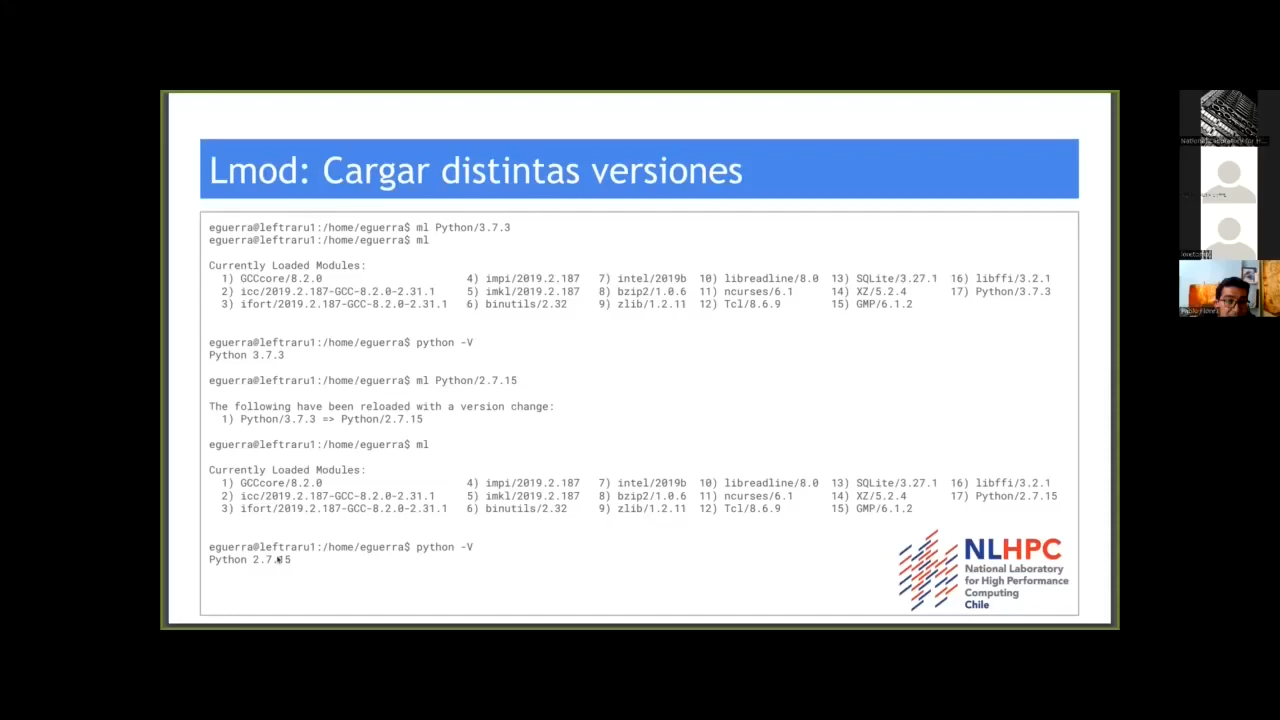 Lmod: Cargar distintas versiones
eguerra@leftraru1:/home/eguerra$ ml Python/3.7.3
eguerra@leftraru1:/home/eguerra$ ml
Currently Loaded Modules:
1) GCCcore/8.2.0 4) impi/2019.2.187 7) intel/2019b 10) libreadline/8.0 13) SQLite/3.27.1 16) libffi/3.2.1
2) icc/2019.2.187-GCC-8.2.0-2.31.1 5) imkl/2019.2.187 8) bzip2/1.0.6 11) ncurses/6.1 14) XZ/5.2.4 17) Python/3.7.3
3) ifort/2019.2.187-GCC-8.2.0-2.31.1 6) binutils/2.32 9) zlib/1.2.11 12) Tcl/8.6.9 15) GMP/6.1.2
eguerra@leftraru1:/home/eguerra$ python -V
Python 3.7.3
eguerra@leftraru1:/home/eguerra$ ml Python/2.7.15
The following have been reloaded with a version change:
1) Python/3.7.3 => Python/2.7.15
eguerra@leftraru1:/home/eguerra$ ml
Currently Loaded Modules:
1) GCCcore/8.2.0 4) impi/2019.2.187 7) intel/2019b 10) libreadline/8.0 13) SQLite/3.27.1 16) libffi/3.2.1
2) icc/2019.2.187-GCC-8.2.0-2.31.1 5) imkl/2019.2.187 8) bzip2/1.0.6 11) ncurses/6.1 14) XZ/5.2.4 17) Python/2.7.15
3) ifort/2019.2.187-GCC-8.2.0-2.31.1 6) binutils/2.32 9) zlib/1.2.11 12) Tcl/8.6.9 15) GMP/6.1.2
eguerra@leftraru1:/home/eguerra$ python -V
Python 2.7.15
NLHPC
National Laboratory
for High Performance
Computing
Chile